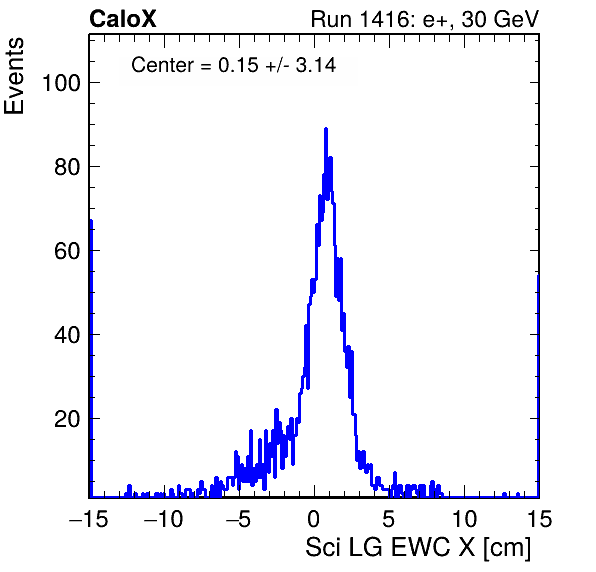 CaloX
Run 1416: e+, 30 GeV
Events
Center = 0.15 +/- 3.14
100
80
60
40
20
−15 −10 −5 0 5 10 15
Sci LG EWC X [cm]